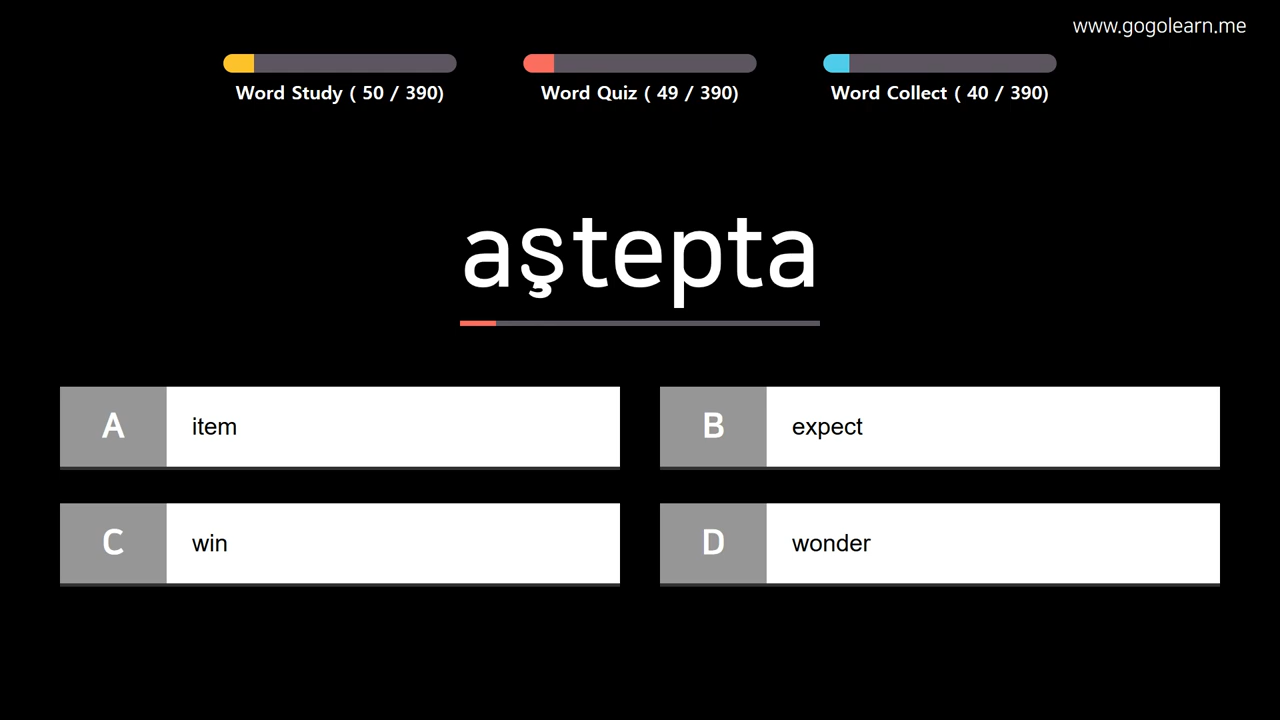 www.gogolearn.me
Word Study ( 50 / 390)
Word Quiz ( 49 / 390)
Word Collect ( 40 / 390)
aştepta
A item
B expect
C win
D wonder